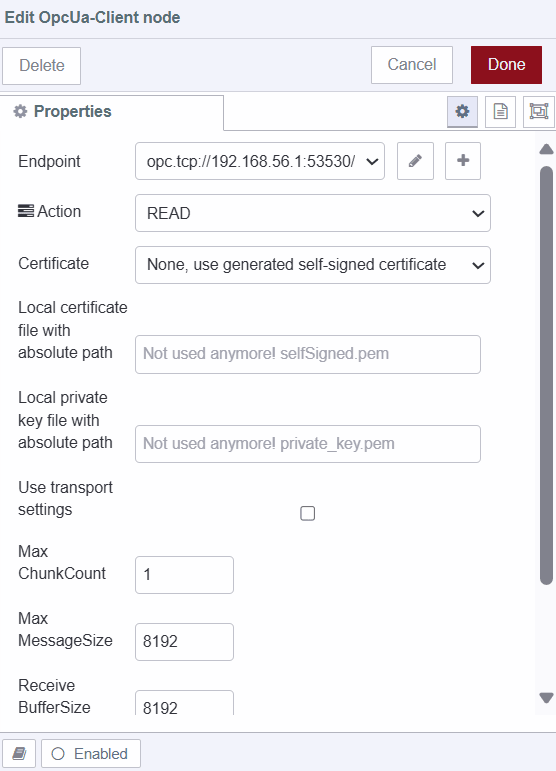 Edit OpcUa-Client node
Delete
Cancel
Done
Properties
Endpoint
opc.tcp://192.168.56.1:53530/
Action
READ
Certificate
None, use generated self-signed certificate
Local certificate
file with
absolute path
Not used anymore! selfSigned.pem
Local private
key file with
absolute path
Not used anymore! private_key.pem
Use transport
settings
Max
ChunkCount
1
Max
MessageSize
8192
Receive
BufferSize
8192
Enabled